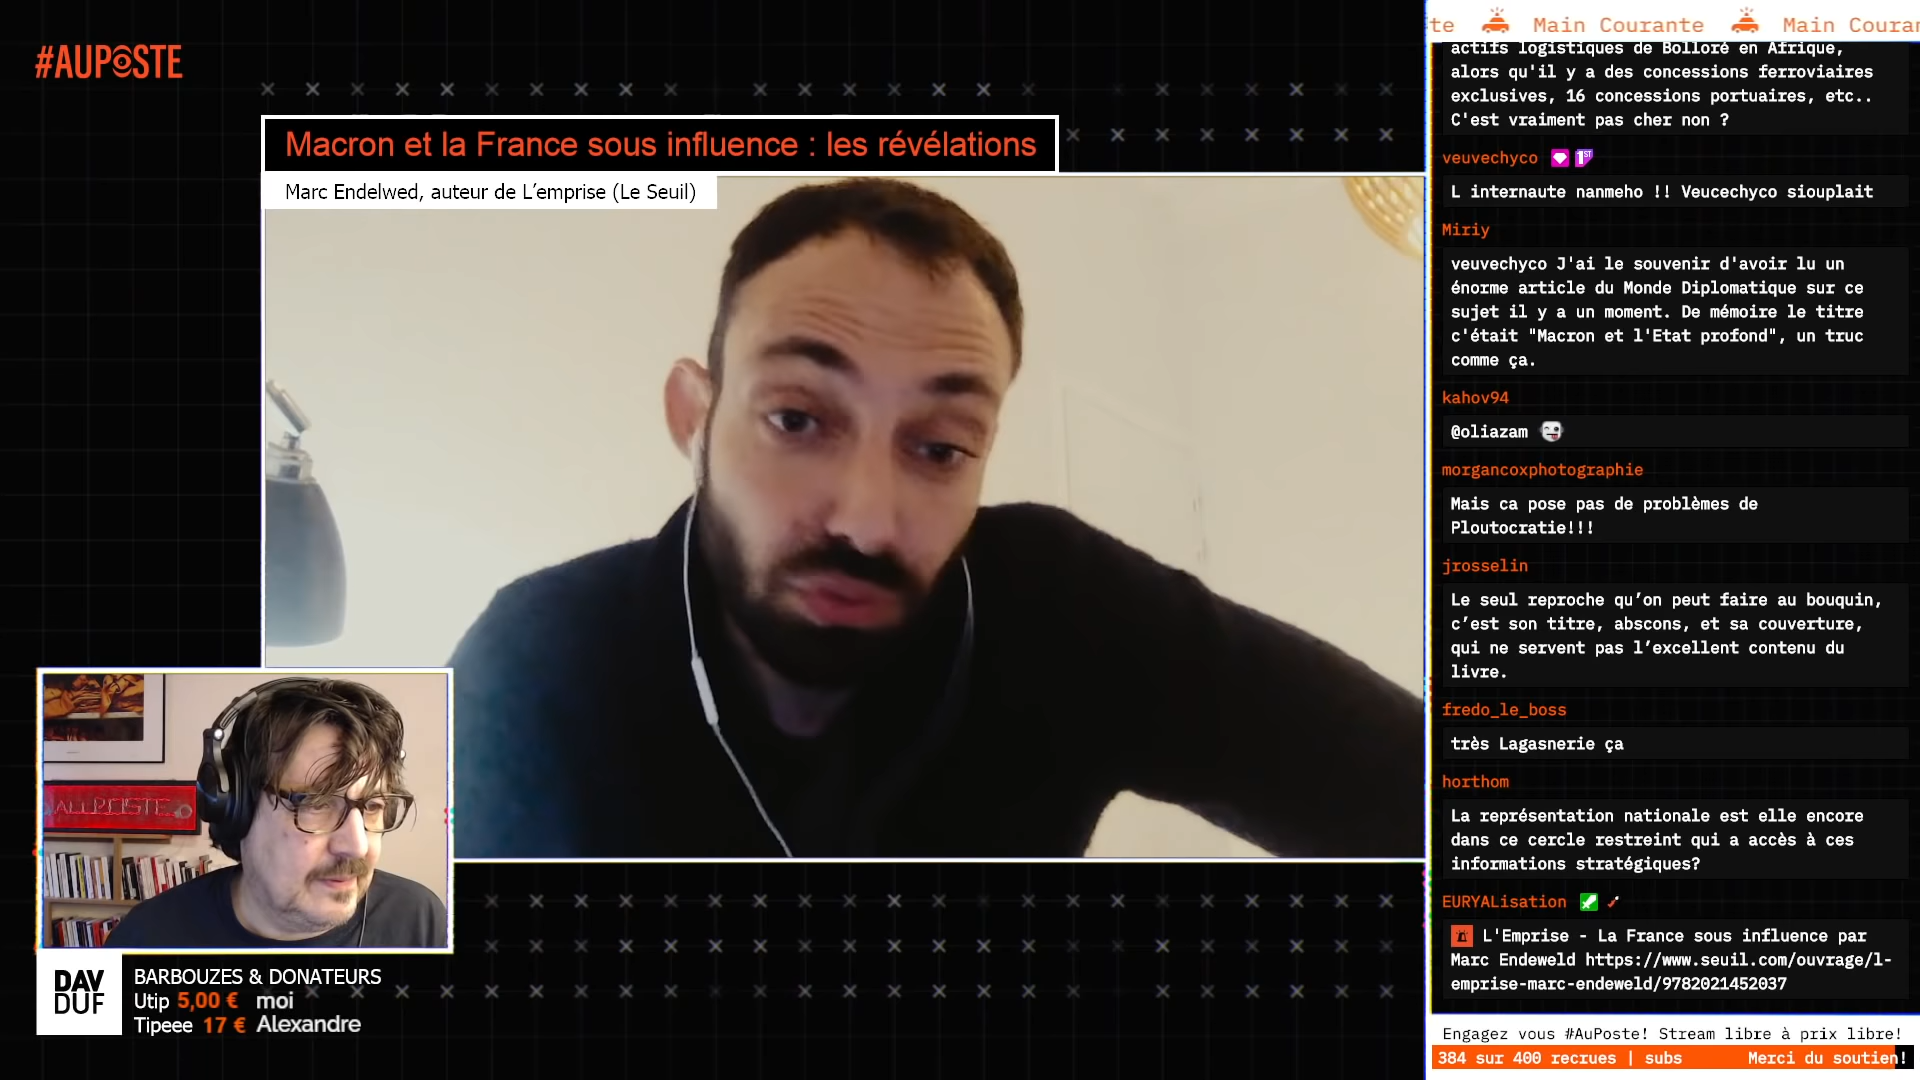 #AUPOSTE
Macron et la France sous influence : les révélations
Marc Endelwed, auteur de L’emprise (Le Seuil)
AUPOSTE
DAV
DUF
BARBOUZES & DONATEURS
Utip 5,00 € moi
Tipeee 17 € Alexandre
te Main Courante Main Couran
actifs logistiques de Bolloré en Afrique,
alors qu'il y a des concessions ferroviaires
exclusives, 16 concessions portuaires, etc..
C'est vraiment pas cher non ?
veuvechyco 1ST
L internaute nanmeho !! Veucechyco siouplait
Miriy
veuvechyco J'ai le souvenir d'avoir lu un
énorme article du Monde Diplomatique sur ce
sujet il y a un moment. De mémoire le titre
c'était "Macron et l'Etat profond", un truc
comme ça.
kahov94
@oliazam
morgancoxphotographie
Mais ca pose pas de problèmes de
Ploutocratie!!!
jrosselin
Le seul reproche qu’on peut faire au bouquin,
c’est son titre, abscons, et sa couverture,
qui ne servent pas l’excellent contenu du
livre.
fredo_le_boss
très Lagasnerie ça
horthom
La représentation nationale est elle encore
dans ce cercle restreint qui a accès à ces
informations stratégiques?
EURYALisation
L'Emprise - La France sous influence par
Marc Endeweld https://www.seuil.com/ouvrage/l-
emprise-marc-endeweld/9782021452037
Engagez vous #AuPoste! Stream libre à prix libre!
384 sur 400 recrues | subs Merci du soutien!